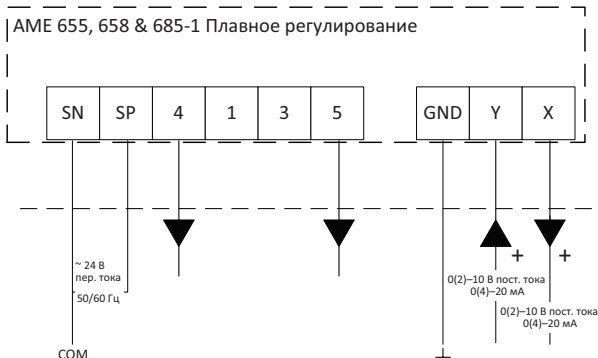 AME 655, 658 & 685-1 Плавное регулирование
SN SP 4 1 3 5 GND Y X
~ 24 В
пер. тока
50/60 Гц
+ +
0(2)–10 В пост. тока
0(4)–20 мА
0(2)–10 В пост. тока
0(4)–20 мА
COM